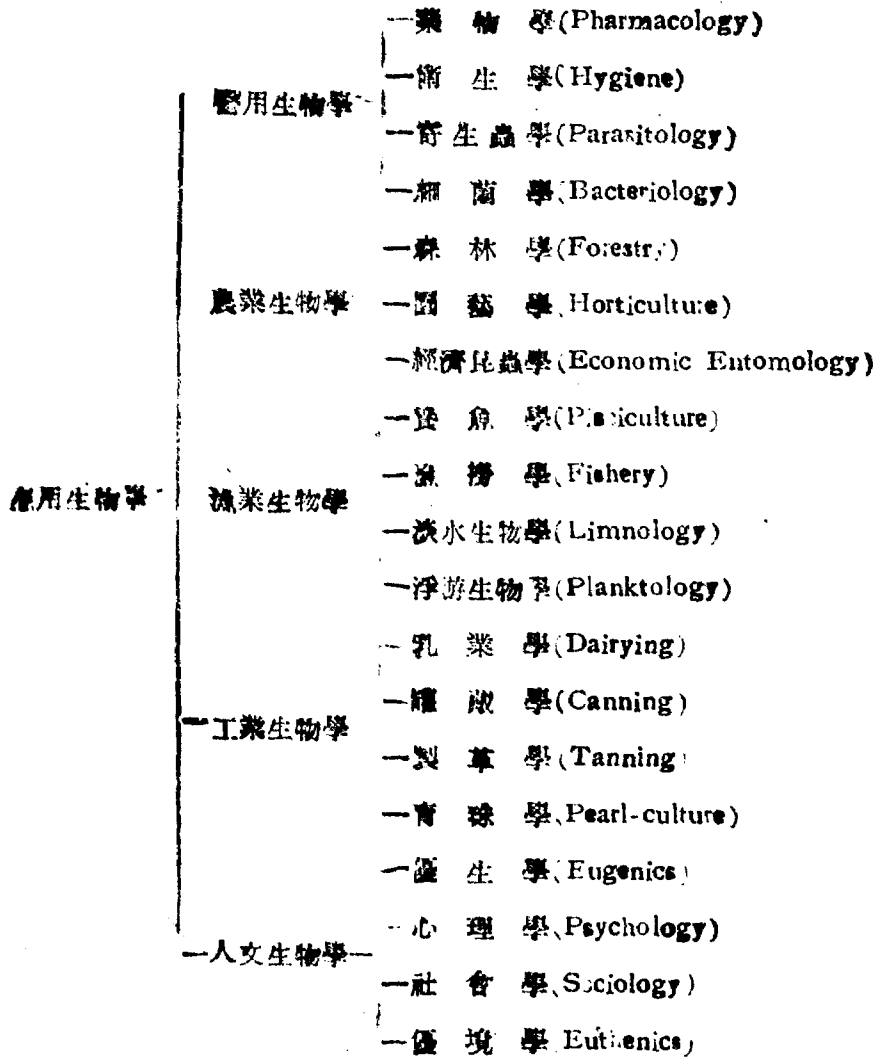 藥物學(Pharmacology)
衞生學(Hygiene)
醫用生物學
寄生蟲學(Parasitology)
細菌學(Bacteriology)
森林學(Forestry)
農業生物學
園藝學(Horticulture)
經濟昆蟲學(Economic Entomology)
養魚學(Pisciculture)
漁撈學(Fishery)
應用生物學
漁業生物學
淡水生物學(Limnology)
浮游生物學(Planktology)
乳業學(Dairying)
罐藏學(Canning)
工業生物學
製革學(Tanning)
育珠學(Pearl-culture)
優生學(Eugenics)
心理學(Psychology)
人文生物學
社會學(Sociology)
優境學(Euthenics)